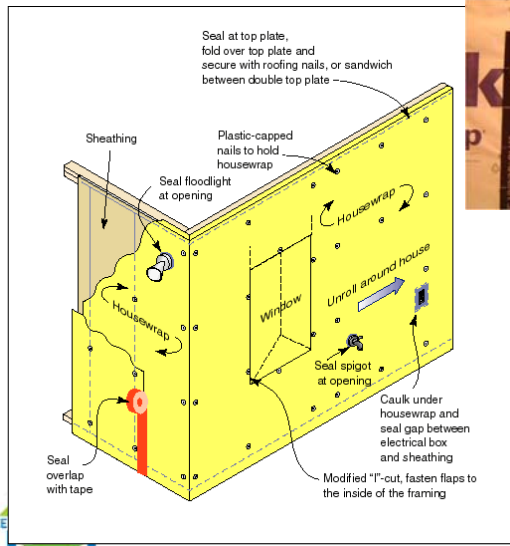 Seal at top plate,
fold over top plate and
secure with roofing nails, or sandwich
between double top plate
Sheathing
Plastic-capped
nails to hold
housewrap
Seal floodlight
at opening
Housewrap
Housewrap
Unroll around house
Window
Seal spigot
at opening
Caulk under
housewrap and
seal gap between
electrical box
and sheathing
Seal
overlap
with tape
Modified "I"-cut, fasten flaps to
the inside of the framing